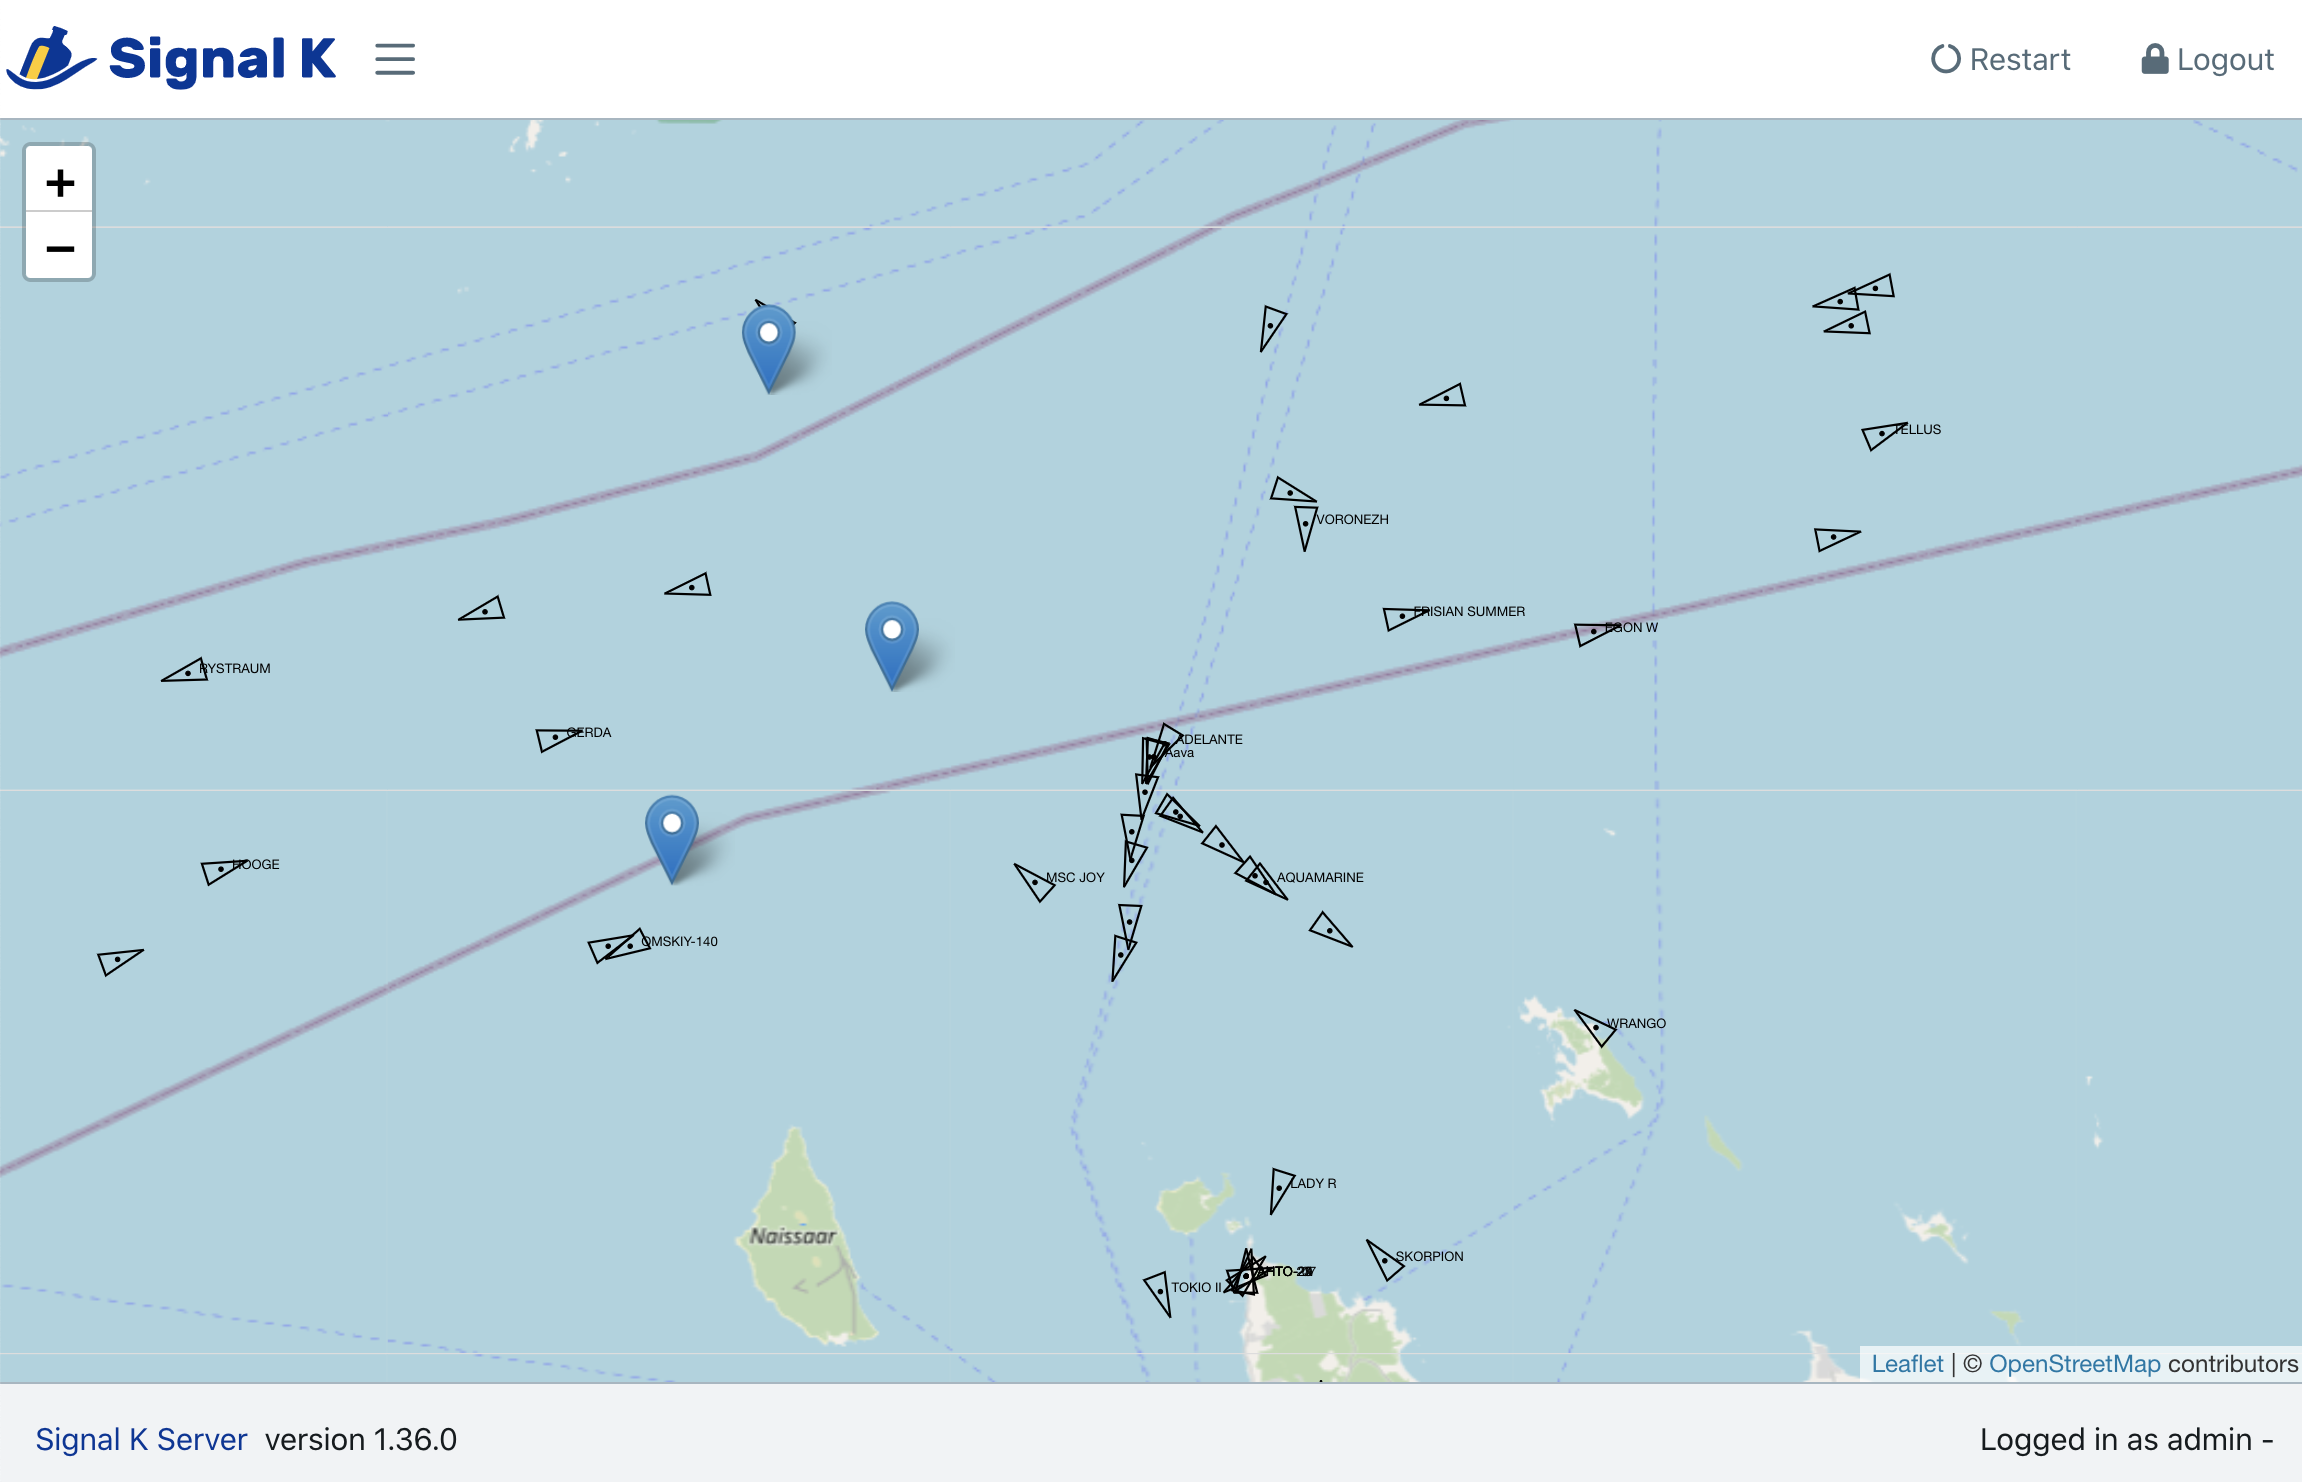 Signal K
Restart
Logout
+
−
TELLUS
VORONEZH
FRISIAN SUMMER
EGON W
RYSTRAUM
GERDA
ADELANTE
Aava
HOOGE
MSC JOY
AQUAMARINE
OMSKIY-140
WRANGO
LADY R
Naissaar
SKORPION
TOKIO II
Leaflet | © OpenStreetMap contributors
Signal K Server version 1.36.0
Logged in as admin -